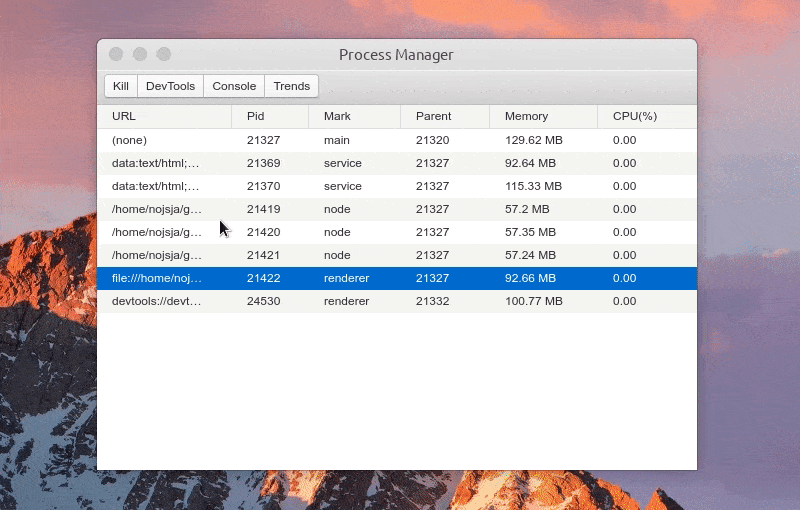 Process Manager
Kill DevTools Console Trends
URL Pid Mark Parent Memory CPU(%)
(none) 21327 main 21320 129.62 MB 0.00
data:text/html;… 21369 service 21327 92.64 MB 0.00
data:text/html;… 21370 service 21327 115.33 MB 0.00
/home/nojsja/g… 21419 node 21327 57.2 MB 0.00
/home/nojsja/g… 21420 node 21327 57.35 MB 0.00
/home/nojsja/g… 21421 node 21327 57.24 MB 0.00
file:///home/noj… 21422 renderer 21327 92.66 MB 0.00
devtools://devt… 24530 renderer 21332 100.77 MB 0.00